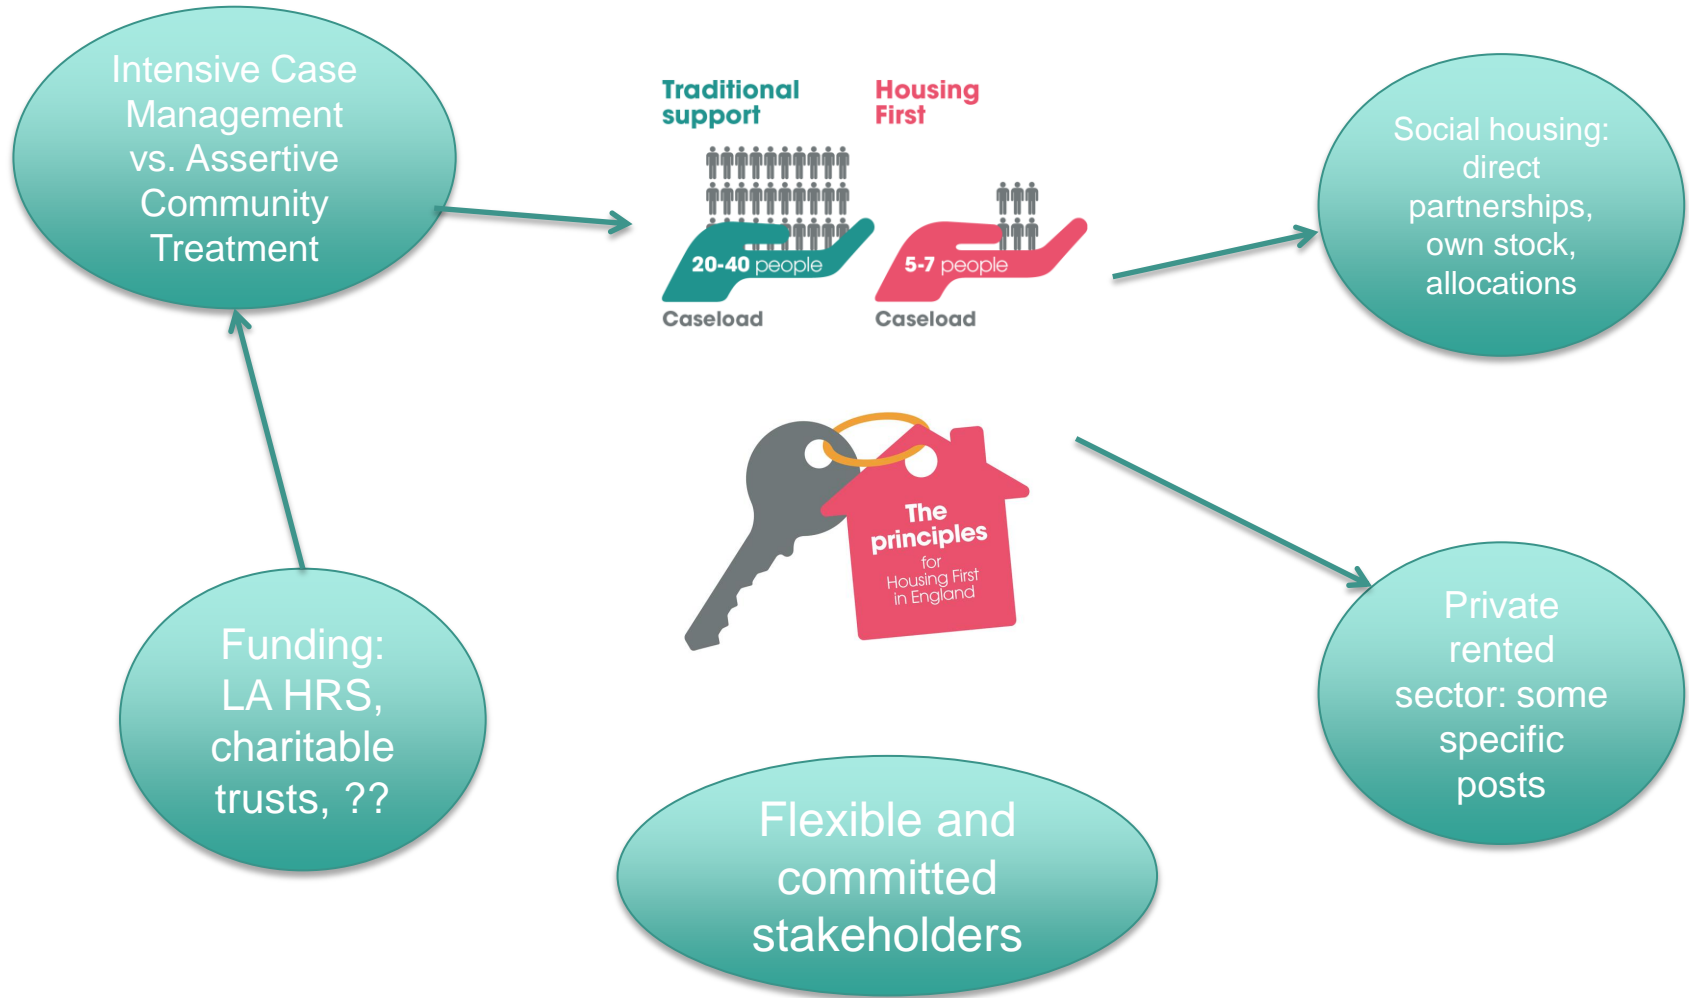 Intensive Case
Management
vs. Assertive
Community
Treatment
Traditional
support
20-40 people
Caseload
Housing
First
5-7 people
Caseload
Social housing:
direct
partnerships,
own stock,
allocations
The
principles
for
Housing First
in England
Funding:
LA HRS,
charitable
trusts, ??
Flexible and
committed
stakeholders
Private
rented
sector: some
specific
posts